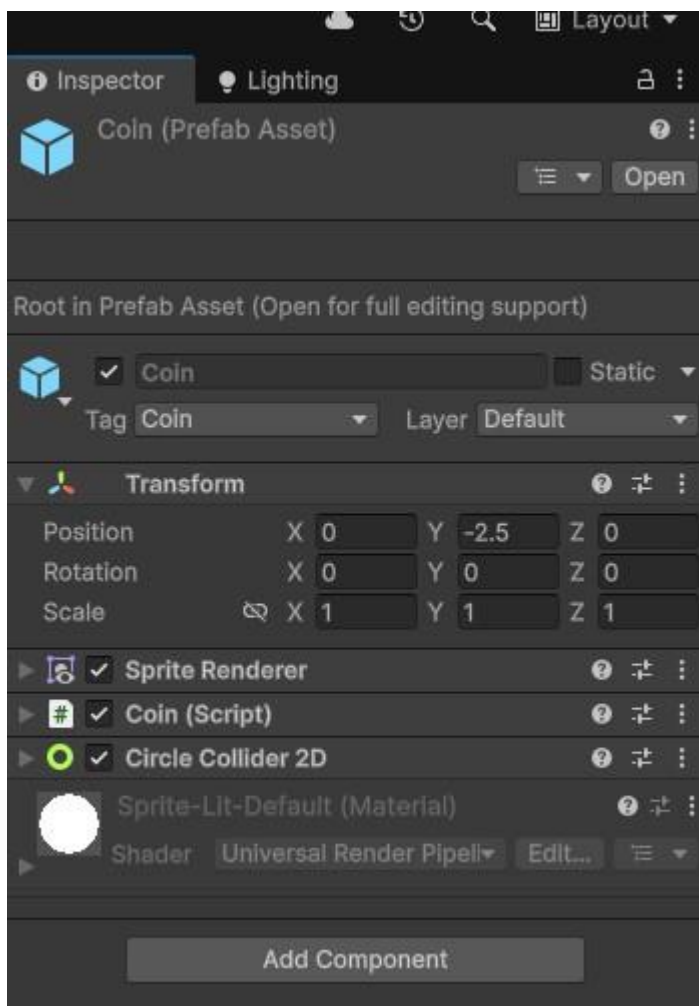 Layout
Inspector Lighting
Coin (Prefab Asset)
Open
Root in Prefab Asset (Open for full editing support)
Coin Static
Tag Coin Layer Default
Transform
Position X 0 Y -2.5 Z 0
Rotation X 0 Y 0 Z 0
Scale X 1 Y 1 Z 1
Sprite Renderer
# Coin (Script)
Circle Collider 2D
Sprite-Lit-Default (Material)
Shader Universal Render Pipeli Edit...
Add Component